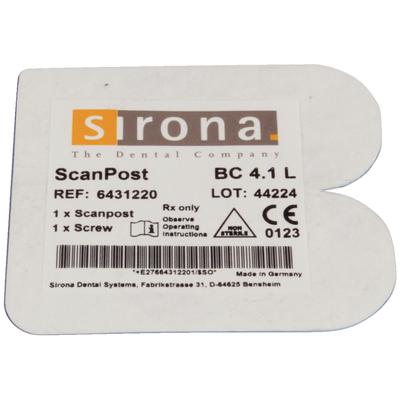 sirona.
The Dental Company
ScanPost BC 4.1 L
REF: 6431220 LOT: 44224
1 x Scanpost
1 x Screw
Rx only
Observe
Operating
Instructions
NON
STERILE
CE
0123
*+E27664312201/$SO*
Made in Germany
Sirona Dental Systems, Fabrikstrasse 31, D-64625 Bensheim